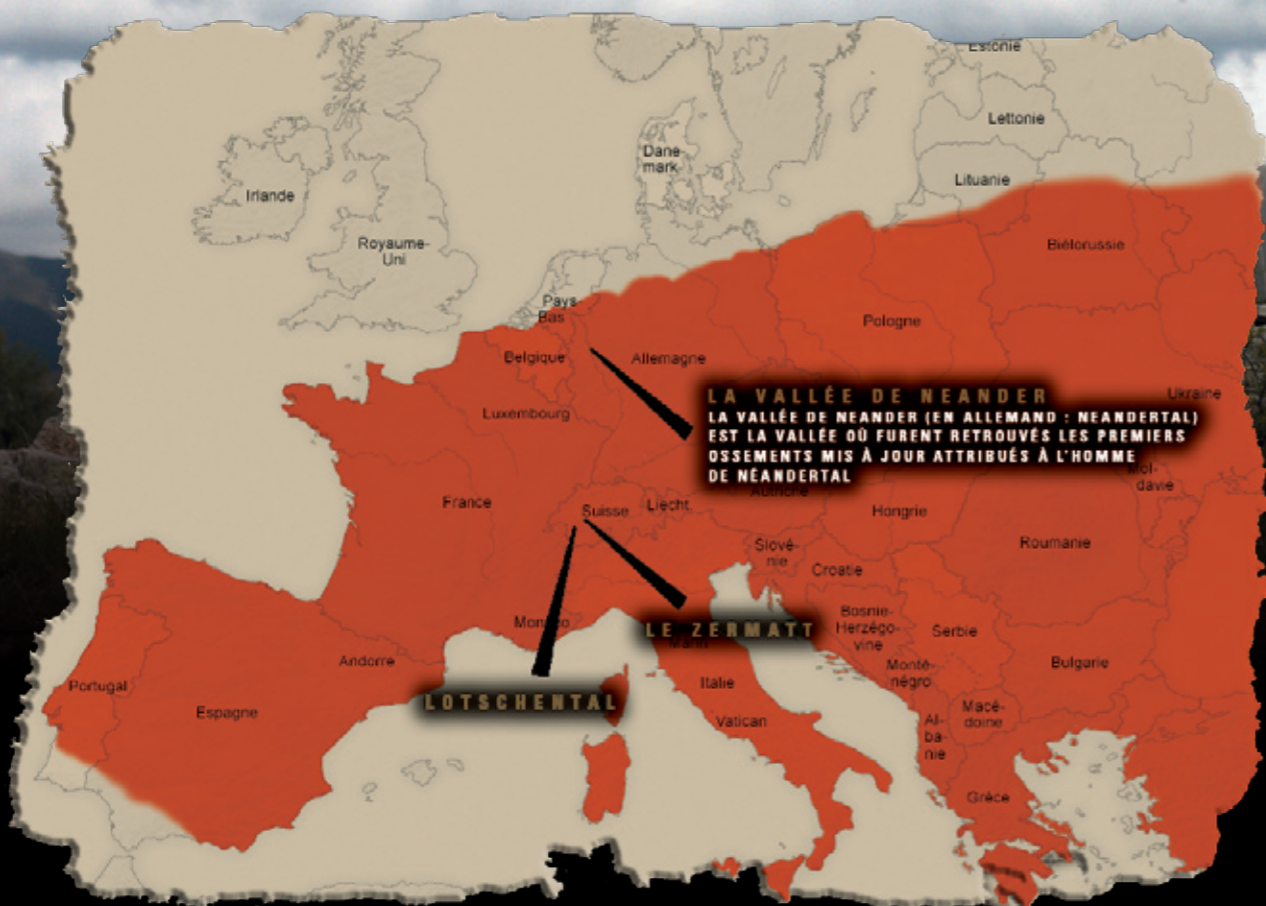 Estonie
Lettonie
Dane-
mark
Lituanie
Irlande
Royaume-
Uni
Biélorussie
Pays
Bas
Pologne
Belgique
Allemagne
Ukraine
LA VALLÉE DE NEANDER
LA VALLÉE DE NEANDER (EN ALLEMAND : NEANDERTAL)
EST LA VALLÉE OÛ FURENT RETROUVÉS LES PREMIERS
OSSEMENTS MIS À JOUR ATTRIBUÉS À L'HOMME
DE NÉANDERTAL
Luxembourg
Mol-
davie
Autriche
France
Suisse
Liecht.
Hongrie
Roumanie
Slové-
nie
Croatie
Monaco
LE ZERMATT
Bosnie-
Herzégo-
vine
Serbie
Andorre
Monté-
négro
Bulgarie
Portugal
Espagne
LOTSCHENTAL
Italie
Vatican
Macé-
doine
Al-
ba-
nie
Grèce